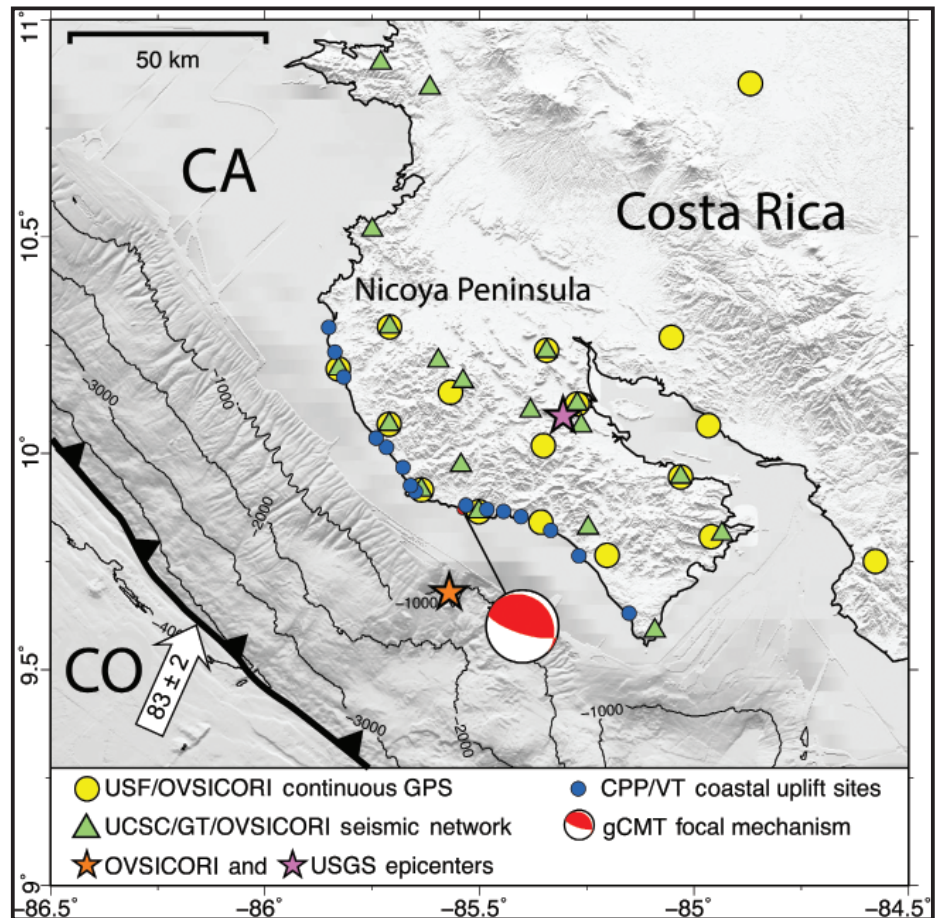 11°
50 km
CA
Costa Rica
10.5°
Nicoya Peninsula
-1000
-3000
10°
-2000
-1000
-400
CO
83 ± 2
9.5°
-3000
-2000
-1000
USF/OVSICORI continuous GPS
CPP/VT coastal uplift sites
UCSC/GT/OVSICORI seismic network
gCMT focal mechanism
OVSICORI and USGS epicenters
9°
-86.5°
-86°
-85.5°
-85°
-84.5°